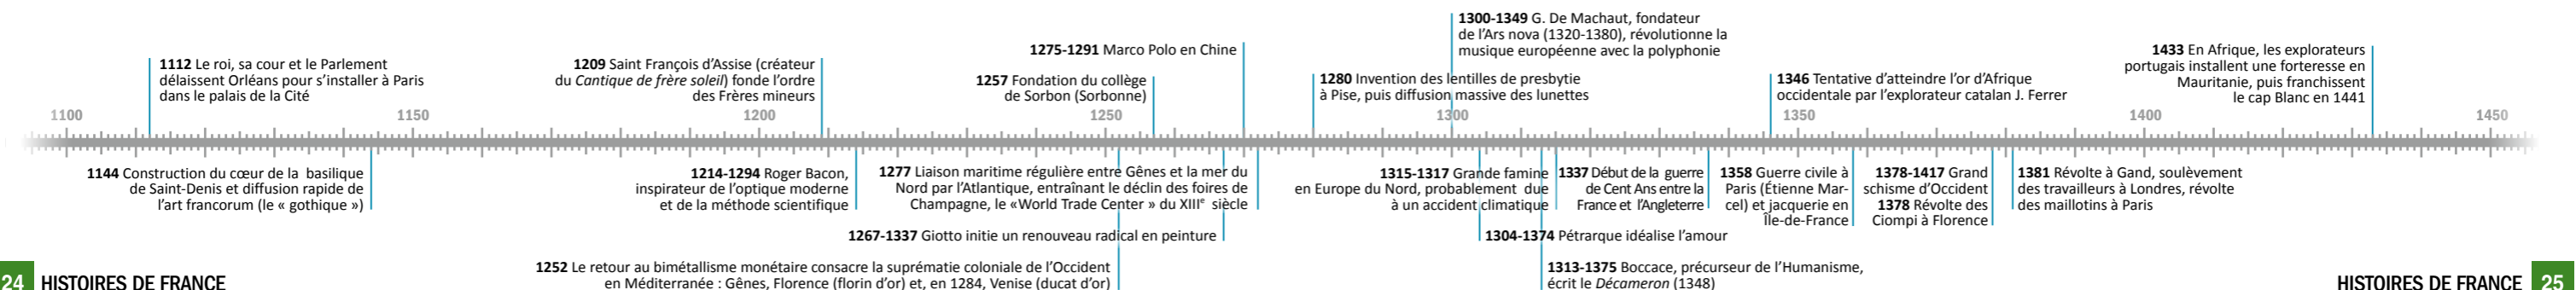 1112 Le roi, sa cour et le Parlement
délaissent Orléans pour s’installer à Paris
dans le palais de la Cité
1209 Saint François d’Assise (créateur
du Cantique de frère soleil) fonde l’ordre
des Frères mineurs
1275-1291 Marco Polo en Chine
1257 Fondation du collège
de Sorbon (Sorbonne)
1280 Invention des lentilles de presbytie
à Pise, puis diffusion massive des lunettes
1300-1349 G. De Machaut, fondateur
de l’Ars nova (1320-1380), révolutionne la
musique européenne avec la polyphonie
1346 Tentative d’atteindre l’or d’Afrique
occidentale par l’explorateur catalan J. Ferrer
1433 En Afrique, les explorateurs
portugais installent une forteresse en
Mauritanie, puis franchissent
le cap Blanc en 1441
1100 1150 1200 1250 1300 1350 1400 1450
1144 Construction du cœur de la basilique
de Saint-Denis et diffusion rapide de
l’art francorum (le « gothique »)
1214-1294 Roger Bacon,
inspirateur de l’optique moderne
et de la méthode scientifique
1277 Liaison maritime régulière entre Gênes et la mer du
Nord par l’Atlantique, entraînant le déclin des foires de
Champagne, le «World Trade Center » du XIIIe siècle
1267-1337 Giotto initie un renouveau radical en peinture
1252 Le retour au bimétallisme monétaire consacre la suprématie coloniale de l’Occident
en Méditerranée : Gênes, Florence (florin d’or) et, en 1284, Venise (ducat d’or)
1315-1317 Grande famine
en Europe du Nord, probablement due
à un accident climatique
1304-1374 Pétrarque idéalise l’amour
1313-1375 Boccace, précurseur de l’Humanisme,
écrit le Décameron (1348)
1337 Début de la guerre
de Cent Ans entre la
France et l’Angleterre
1358 Guerre civile à
Paris (Étienne Mar-
cel) et jacquerie en
Île-de-France
1378-1417 Grand
schisme d’Occident
1378 Révolte des
Ciompi à Florence
1381 Révolte à Gand, soulèvement
des travailleurs à Londres, révolte
des maillotins à Paris
24 HISTOIRES DE FRANCE
HISTOIRES DE FRANCE 25